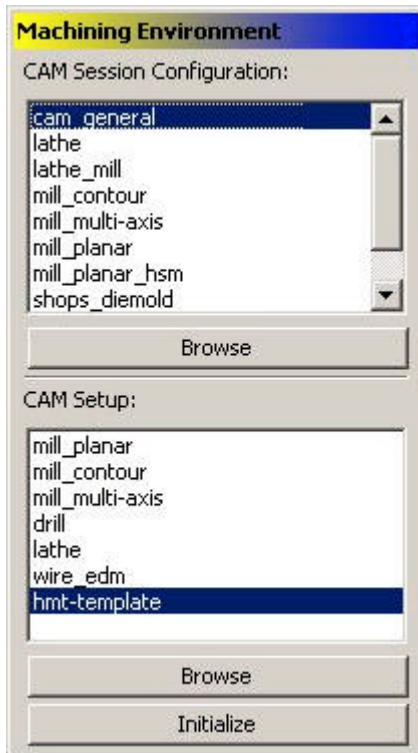 Machining Environment
CAM Session Configuration:
cam_general
lathe
lathe_mill
mill_contour
mill_multi-axis
mill_planar
mill_planar_hsm
shops_diemold
Browse
CAM Setup:
mill_planar
mill_contour
mill_multi-axis
drill
lathe
wire_edm
hmt-template
Browse
Initialize